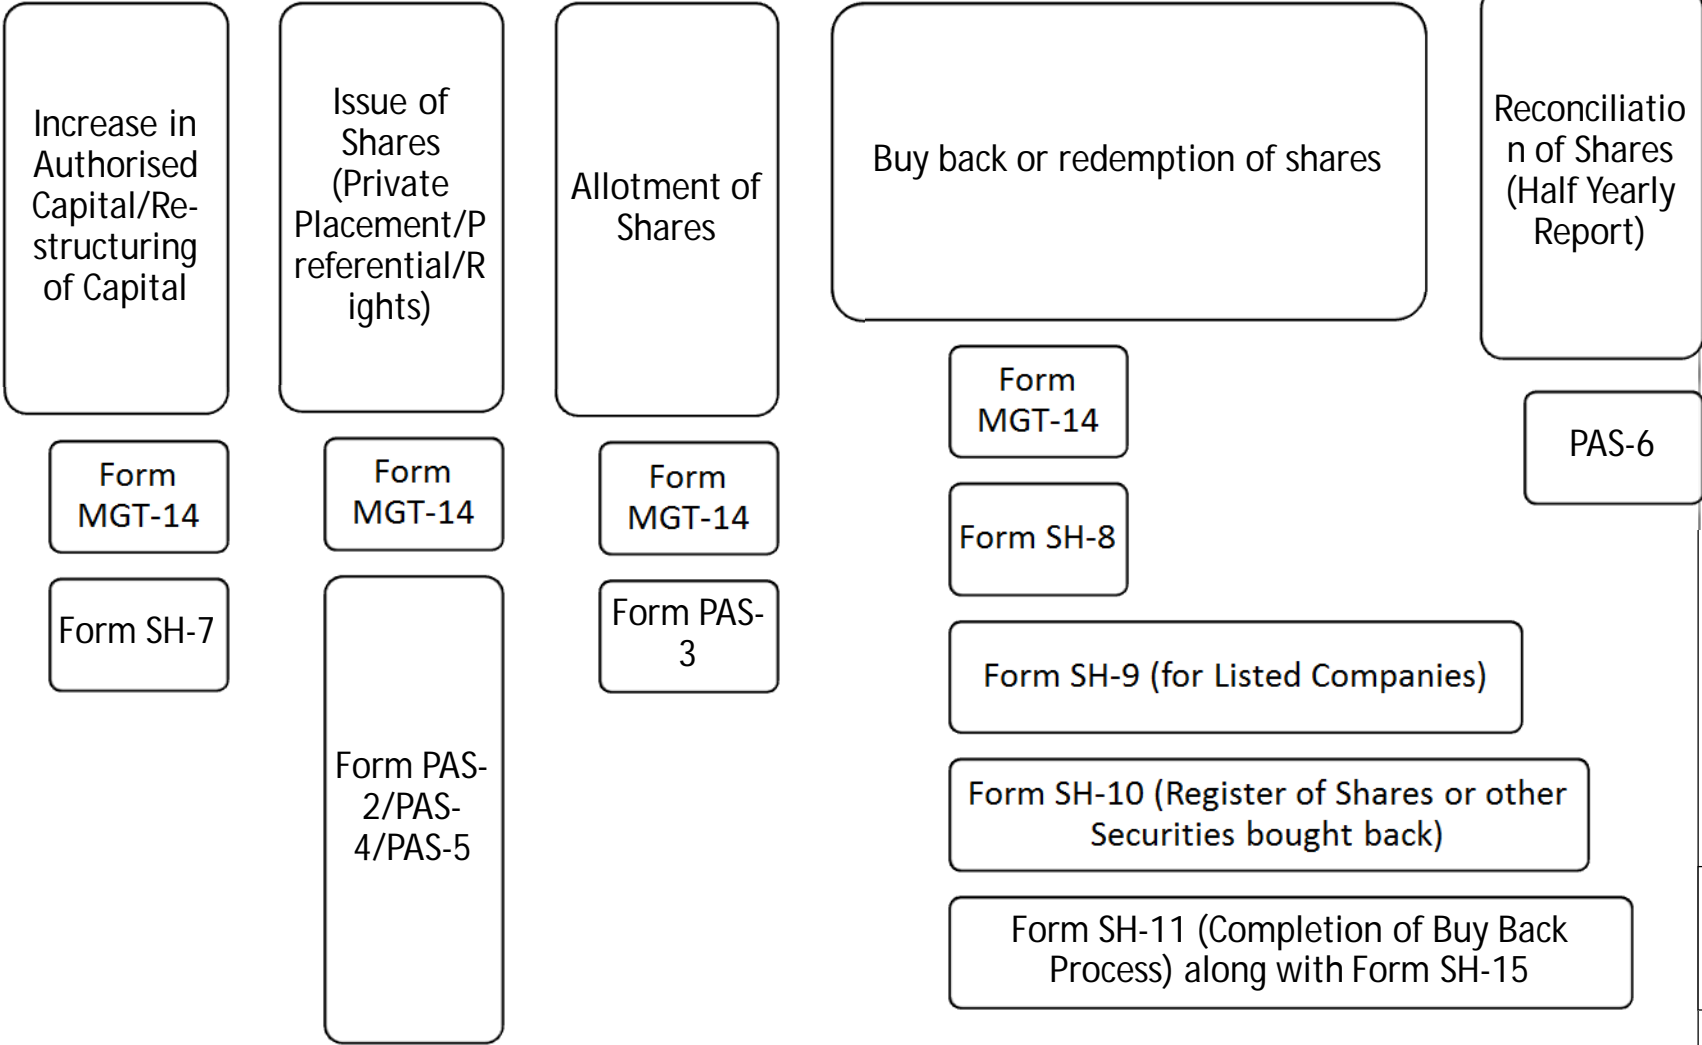 Increase in
Authorised
Capital/Re-
structuring
of Capital
Form
MGT-14
Form SH-7
Issue of
Shares
(Private
Placement/P
referential/R
ights)
Form
MGT-14
Form PAS-
2/PAS-
4/PAS-5
Allotment of
Shares
Form
MGT-14
Form PAS-
3
Buy back or redemption of shares
Form
MGT-14
Form SH-8
Form SH-9 (for Listed Companies)
Form SH-10 (Register of Shares or other
Securities bought back)
Form SH-11 (Completion of Buy Back
Process) along with Form SH-15
Reconciliatio
n of Shares
(Half Yearly
Report)
PAS-6